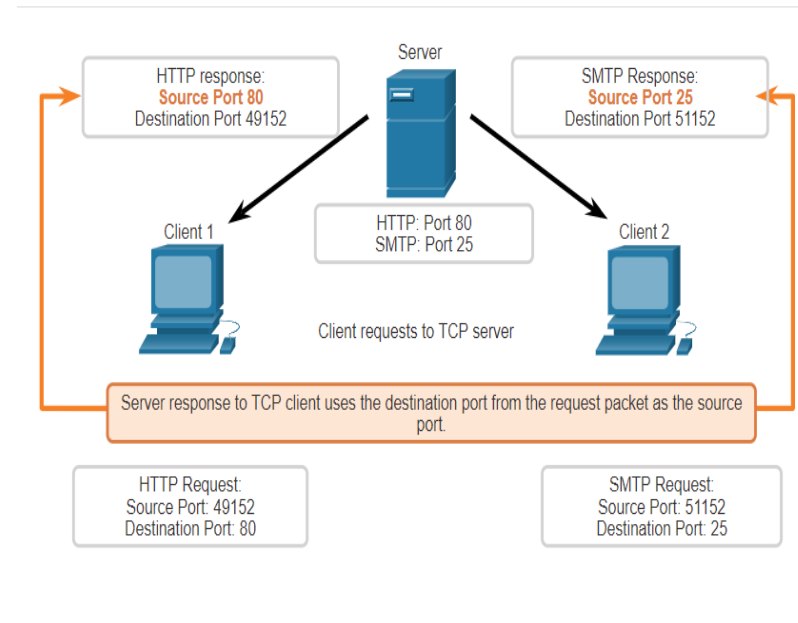 Server
HTTP response:
Source Port 80
Destination Port 49152
SMTP Response:
Source Port 25
Destination Port 51152
HTTP: Port 80
SMTP: Port 25
Client 1
Client 2
Client requests to TCP server
Server response to TCP client uses the destination port from the request packet as the source
port.
HTTP Request:
Source Port: 49152
Destination Port: 80
SMTP Request:
Source Port: 51152
Destination Port: 25